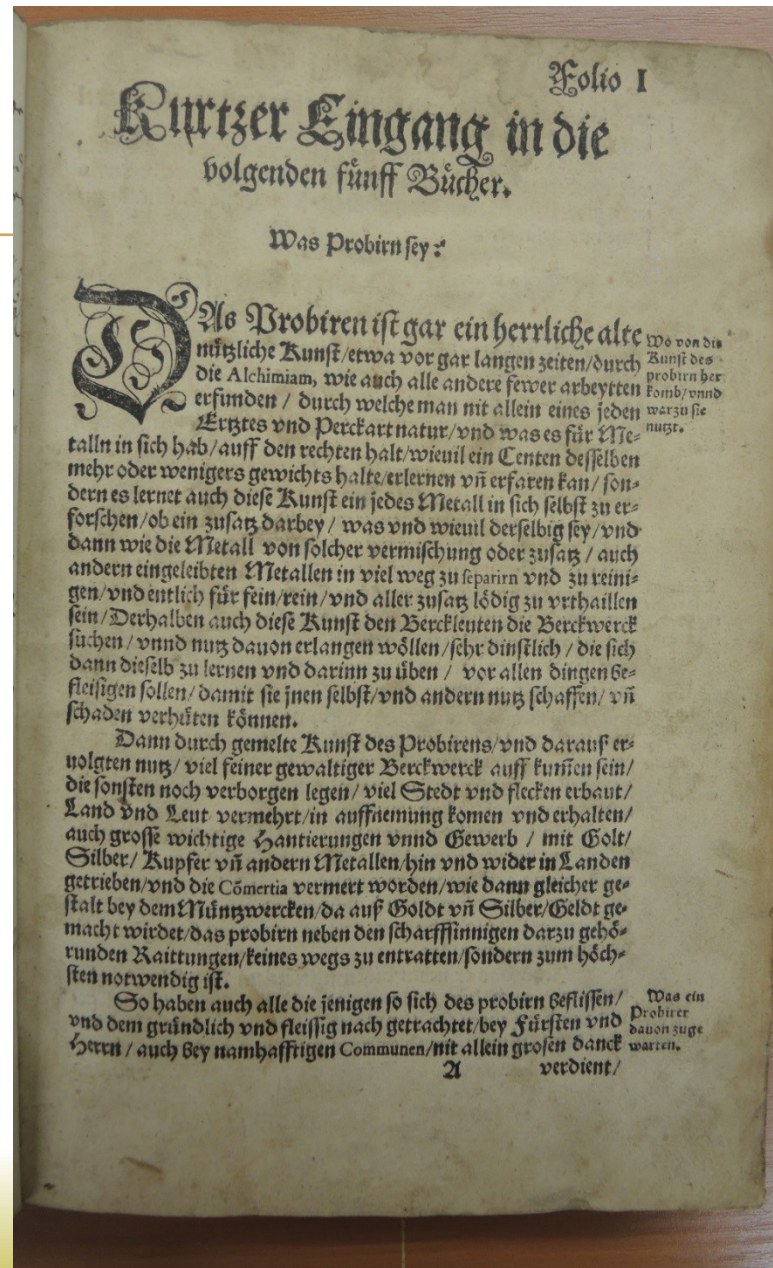 Folio I
Kurtzer Eingang in die
volgenden fünff Bücher.
Was Probirn sey:
DAs Probiren ist gar ein herrliche alte
nützliche Kunst/etwa vor gar langen zeiten/durch
die Alchimiam, wie auch alle andere fewer arbeytten
erfunden / durch welche man nit allein eines jeden
Ertztes vnd Perckart natur/vnd was es für Me⸗
talln in sich hab/auff den rechten halt/wieuil ein Centen desselben
mehr oder wenigers gewichts halte/erlernen vñ erfaren kan/ son⸗
dern es lernet auch diese Kunst ein jedes Metall in sich selbst zu er⸗
forschen/ob ein zusatz darbey / was vnd wieuil derselbig sey/vnd
dann wie die Metall von solcher vermischung oder zusatz / auch
andern eingeleibten Metallen in viel weg zu separirn vnd zu reini⸗
gen/vnd entlich für fein/rein/vnd aller zusatz lödig zu vrthaillen
sein/Derhalben auch diese Kunst den Berckleuten die Berckwerck
suchen / vnnd nutz dauon erlangen wöllen/sehr dinstlich / die sich
dann dieselb zu lernen vnd darinn zu üben / vor allen dingen be⸗
fleisigen sollen/damit sie jnen selbst/vnd andern nutz schaffen/ vñ
schaden verhüten können.
Dann durch gemelte Kunst des Probirens/vnd darauß er⸗
uolgten nutz/ viel feiner gewaltiger Berckwerck auff kum̃en sein/
die sonsten noch verborgen legen/ viel Stedt vnd flecken erbaut/
Land vnd Leut vermehrt/in auffnemung komen vnd erhalten/
auch grosse wichtige Hantierungen vnnd Gewerb / mit Golt/
Silber/ Kupfer vñ andern Metallen/hin vnd wider in Landen
getrieben/vnd die Cõmertia vermert worden/wie dann gleicher ge⸗
stalt bey dem Müntzwercken/da auß Goldt vñ Silber/Geldt ge⸗
macht wirdet/das probirn neben den scharffsinnigen darzu gehö⸗
runden Raittungen/keines wegs zu entratten/sondern zum höch⸗
sten notwendig ist.
So haben auch alle die jenigen so sich des probirn beflissen/
vnd dem gründlich vnd fleissig nach getrachtet/bey Fürsten vnd
Herrn / auch bey namhafftigen Communen/nit allein grosen danck
A verdient/
Wo von die
Kunst des
probirn her
komb/vnnd
warzu sie
nutzt.
Was ein
Probirer
dauon zuge
warten.